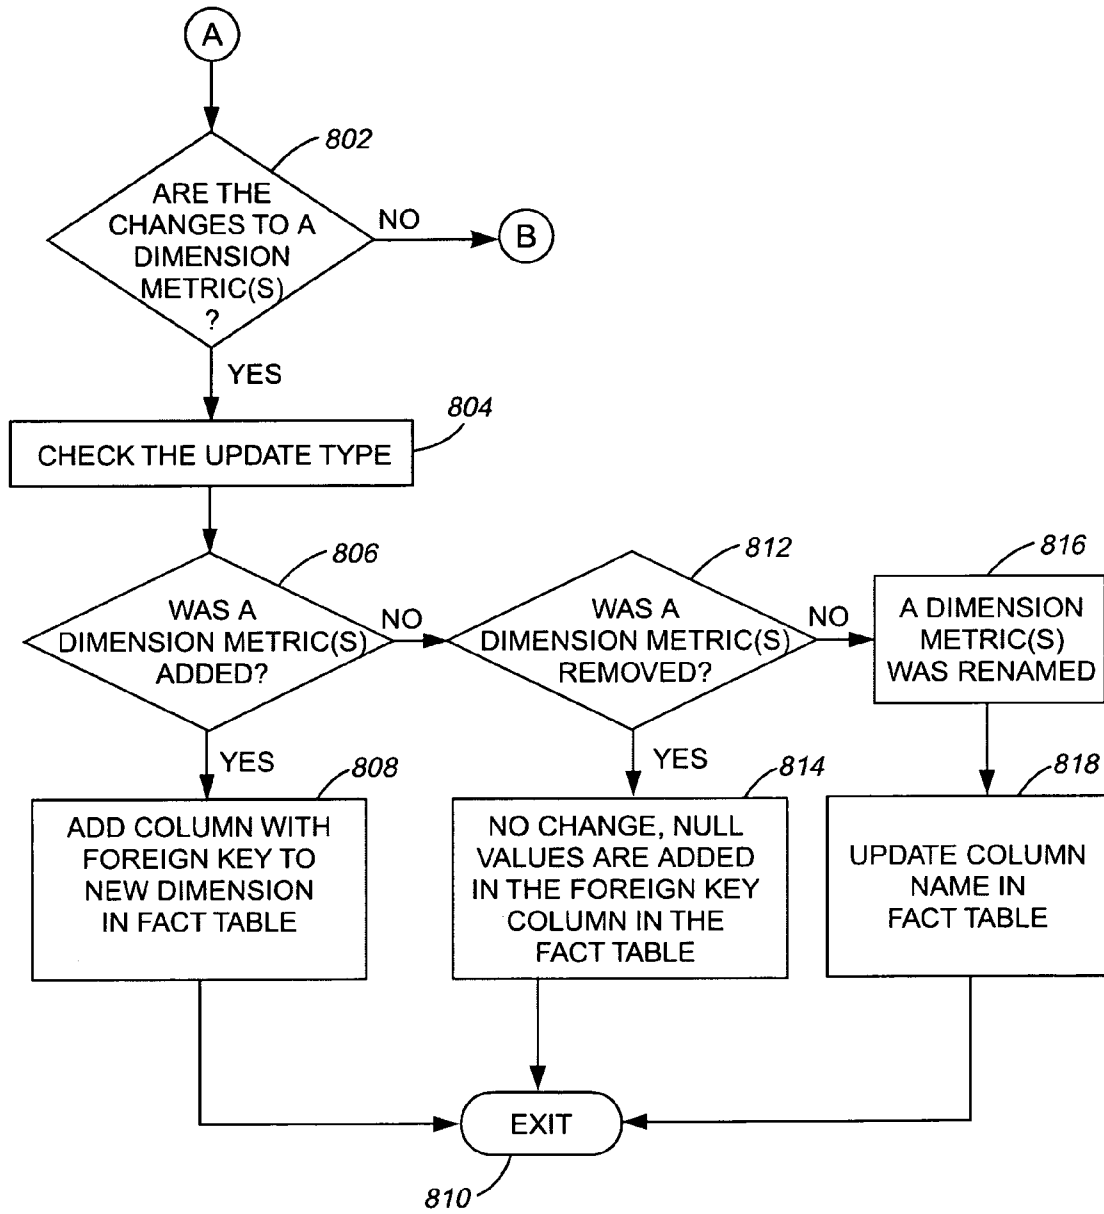 A
802
ARE THE
CHANGES TO A
DIMENSION
METRIC(S)
?
NO
B
YES
804
CHECK THE UPDATE TYPE
806
WAS A
DIMENSION METRIC(S)
ADDED?
NO
812
WAS A
DIMENSION METRIC(S)
REMOVED?
NO
816
A DIMENSION
METRIC(S)
WAS RENAMED
YES
808
ADD COLUMN WITH
FOREIGN KEY TO
NEW DIMENSION
IN FACT TABLE
YES
814
NO CHANGE, NULL
VALUES ARE ADDED
IN THE FOREIGN KEY
COLUMN IN THE
FACT TABLE
818
UPDATE COLUMN
NAME IN
FACT TABLE
EXIT
810